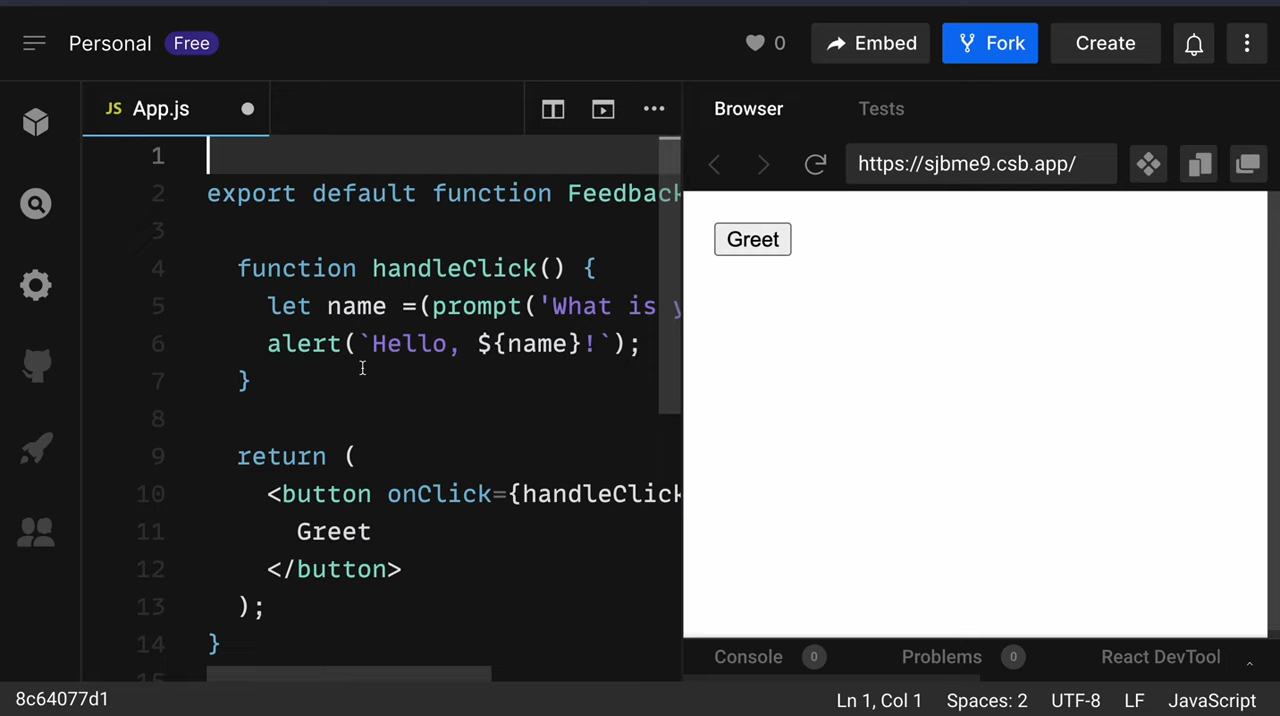 Personal Free 0 Embed Fork Create
JS App.js
Browser Tests
https://sjbme9.csb.app/
Greet
1
2 export default function Feedback
3
4 function handleClick() {
5 let name =(prompt('What is
6 alert(`Hello, ${name}!`);
7 }
8
9 return (
10 <button onClick={handleClick
11 Greet
12 </button>
13 );
14 }
Console 0 Problems 0 React DevTool
8c64077d1 Ln 1, Col 1 Spaces: 2 UTF-8 LF JavaScript